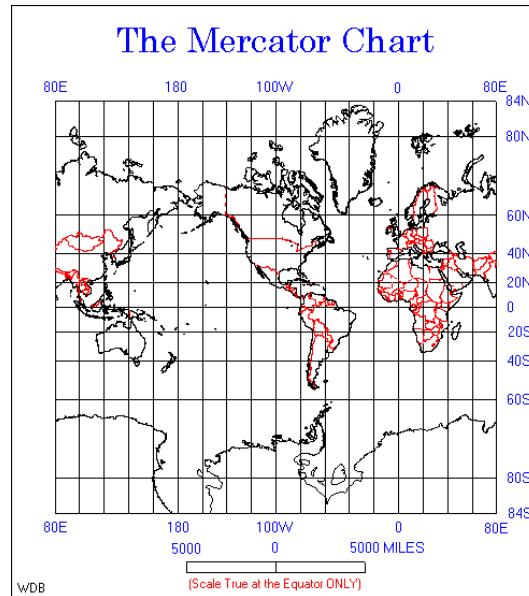 The Mercator Chart
80E 180 100W 0 80E
84N
80N
60N
40N
20N
0
20S
40S
60S
80S
84S
80E 180 100W 0 80E
5000 0 5000 MILES
(Scale True at the Equator ONLY)
WDB